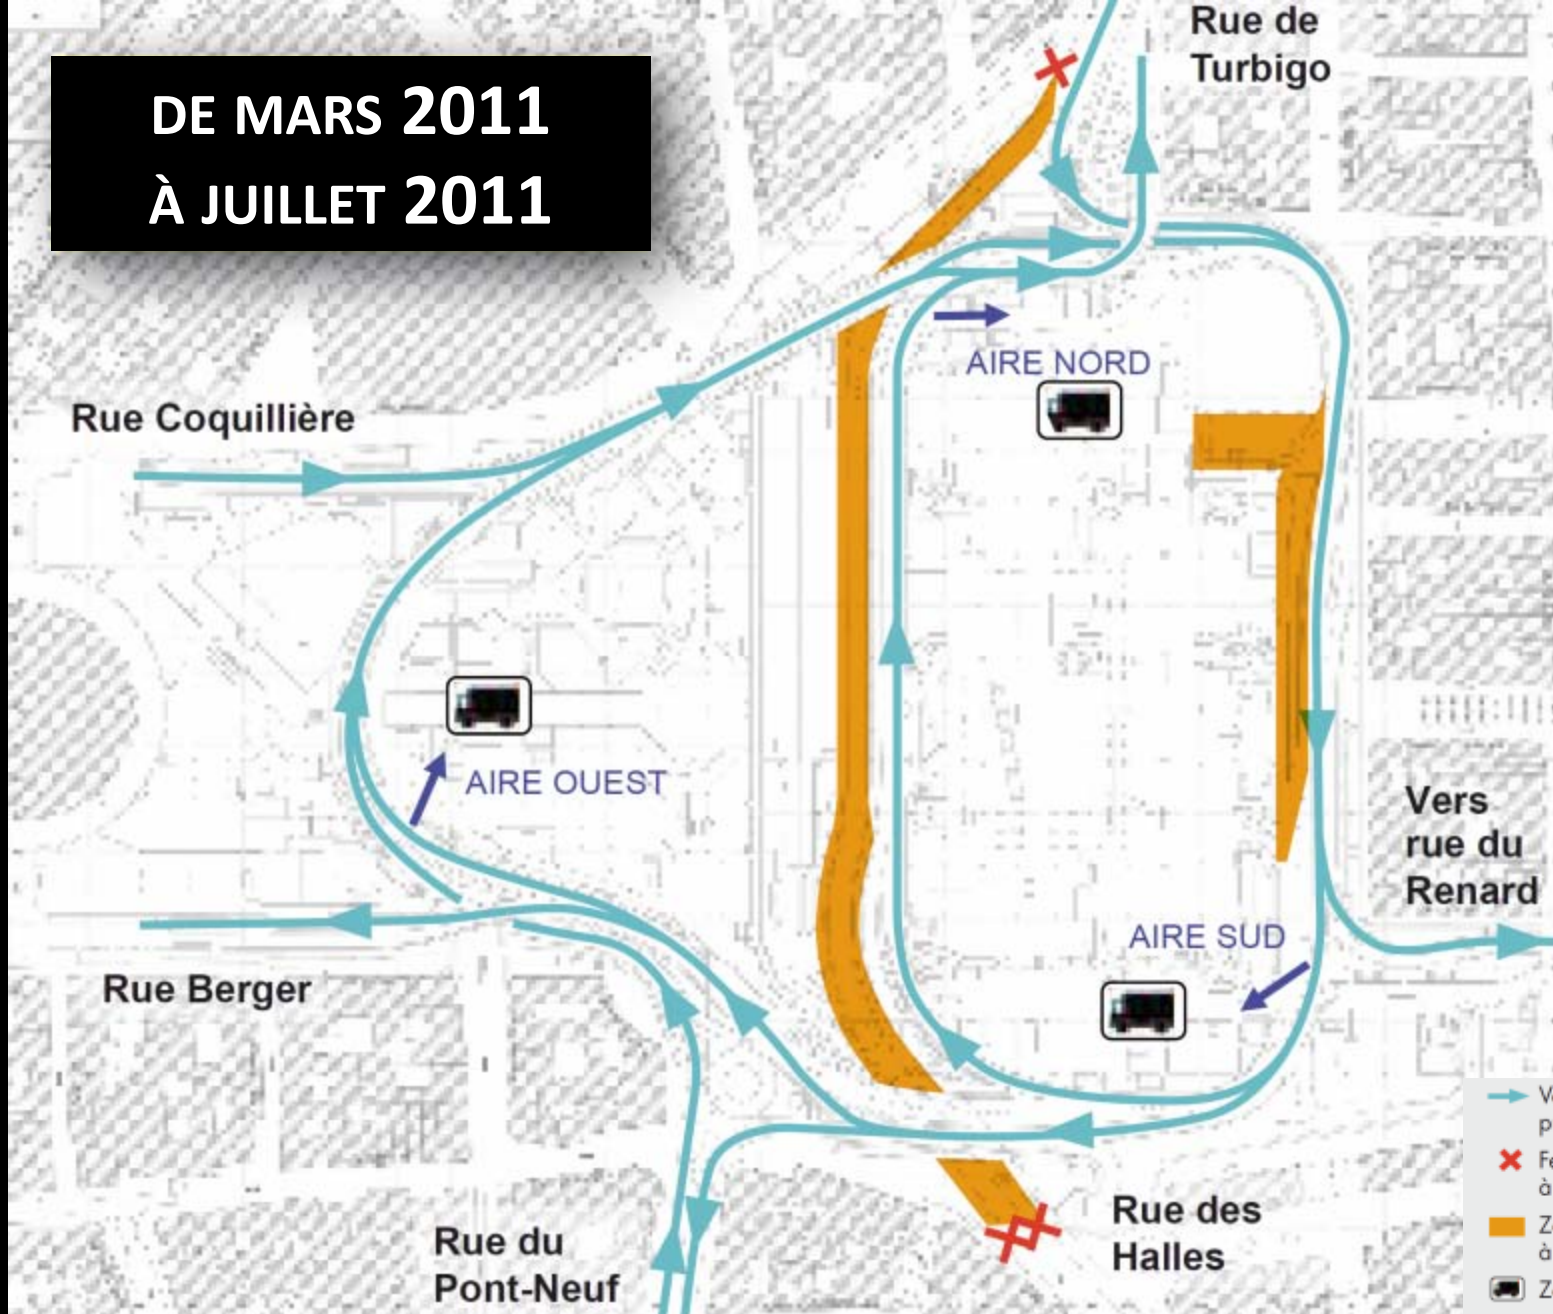 DE MARS 2011
À JUILLET 2011
Rue de
Turbigo
AIRE NORD
Rue Coquillière
AIRE OUEST
Vers
rue du
Renard
AIRE SUD
Rue Berger
Rue des
Halles
Rue du
Pont-Neuf
à
à